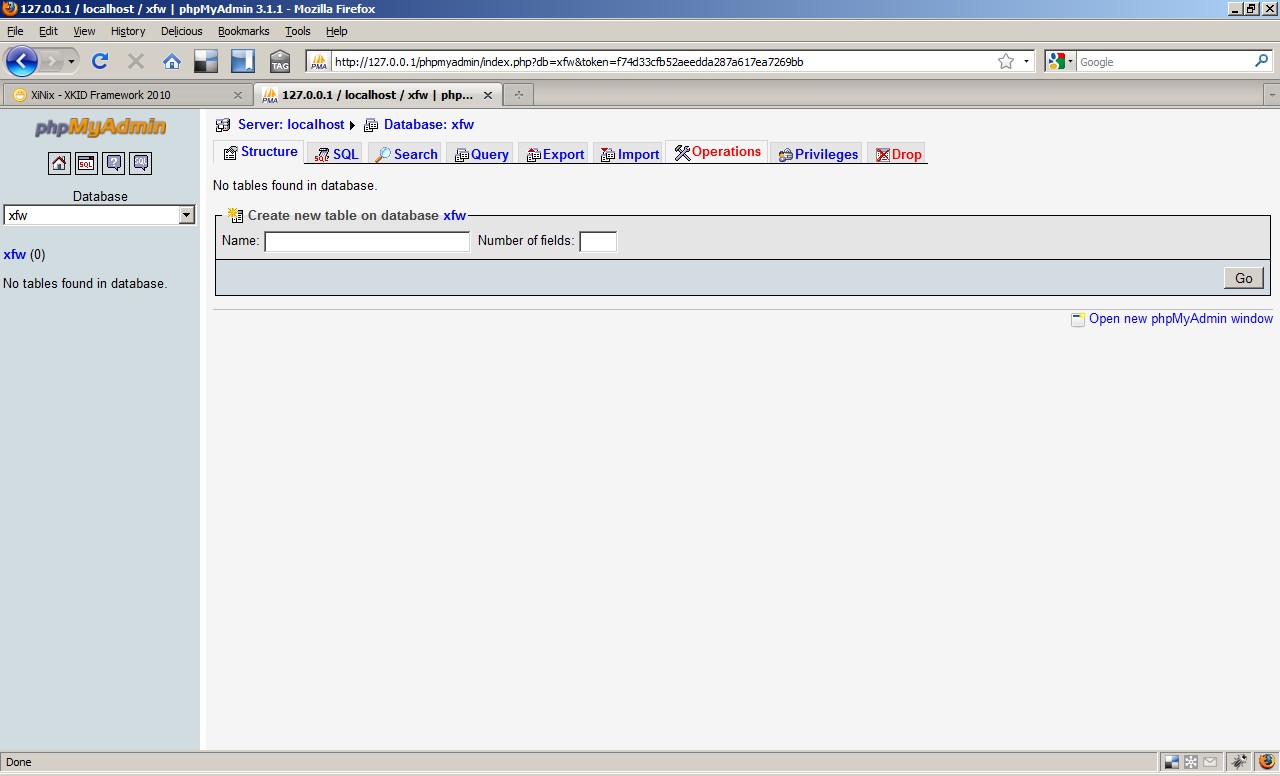 127.0.0.1 / localhost / xfw | phpMyAdmin 3.1.1 - Mozilla Firefox
File Edit View History Delicious Bookmarks Tools Help
TAG PMA http://127.0.0.1/phpmyadmin/index.php?db=xfw&token=f74d33cfb52aeedda287a617ea7269bb Google
XiNix - XKID Framework 2010 PMA 127.0.0.1 / localhost / xfw | php...
phpMyAdmin
SQL SQL
Database
xfw
xfw (0)
No tables found in database.
Server: localhost Database: xfw
Structure SQL Search Query Export Import Operations Privileges Drop
No tables found in database.
Create new table on database xfw
Name: Number of fields:
Go
Open new phpMyAdmin window
Done